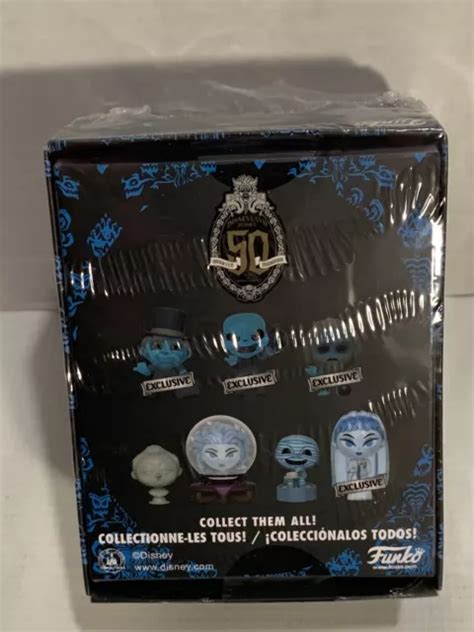 50
EXCLUSIVE
EXCLUSIVE
EXCLUSIVE
EXCLUSIVE
COLLECT THEM ALL!
COLLECTIONNE-LES TOUS! / ¡COLECCIÓNALOS TODOS!
©Disney
www.disney.com
Funko